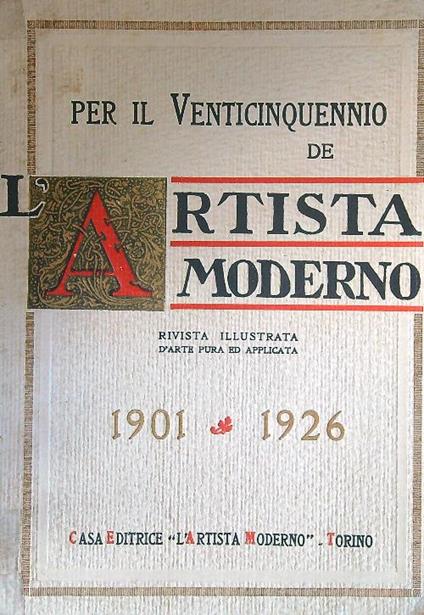 PER IL VENTICINQUENNIO
DE
L'ARTISTA
MODERNO
RIVISTA ILLUSTRATA
D'ARTE PURA ED APPLICATA
1901 1926
CASA EDITRICE "L'ARTISTA MODERNO" - TORINO